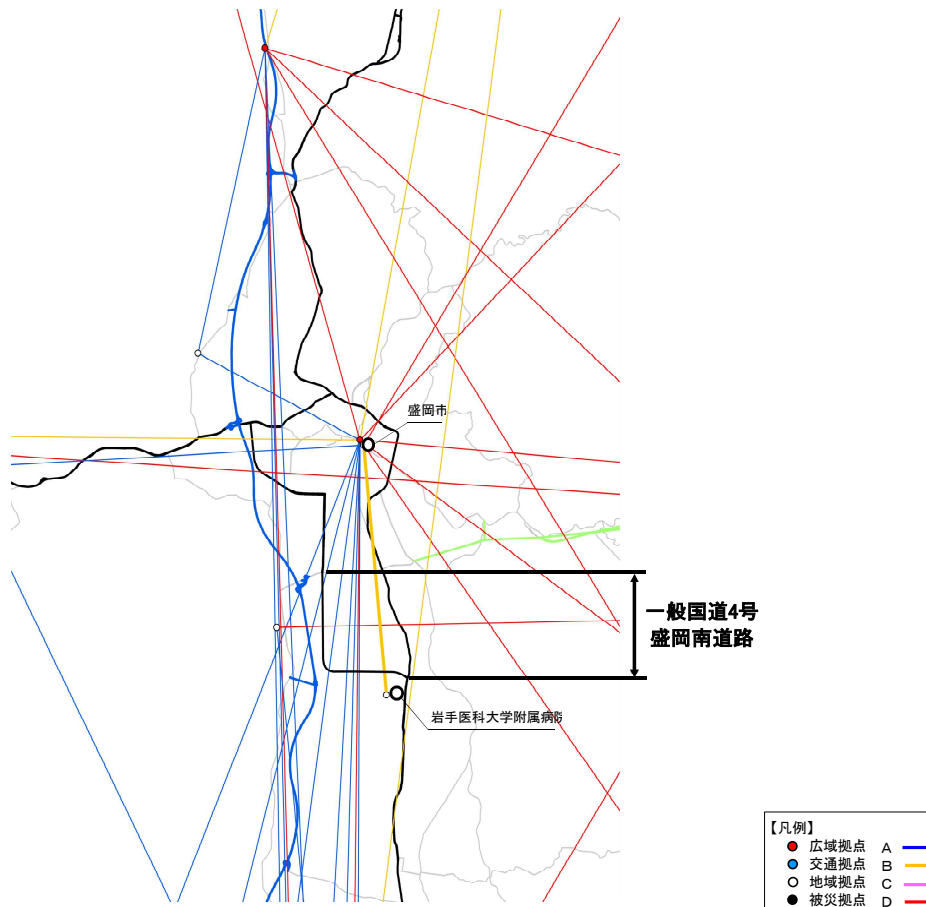 盛岡市
一般国道4号
盛岡南道路
岩手医科大学附属病院
【凡例】
広域拠点 A
交通拠点 B
地域拠点 C
被災拠点 D